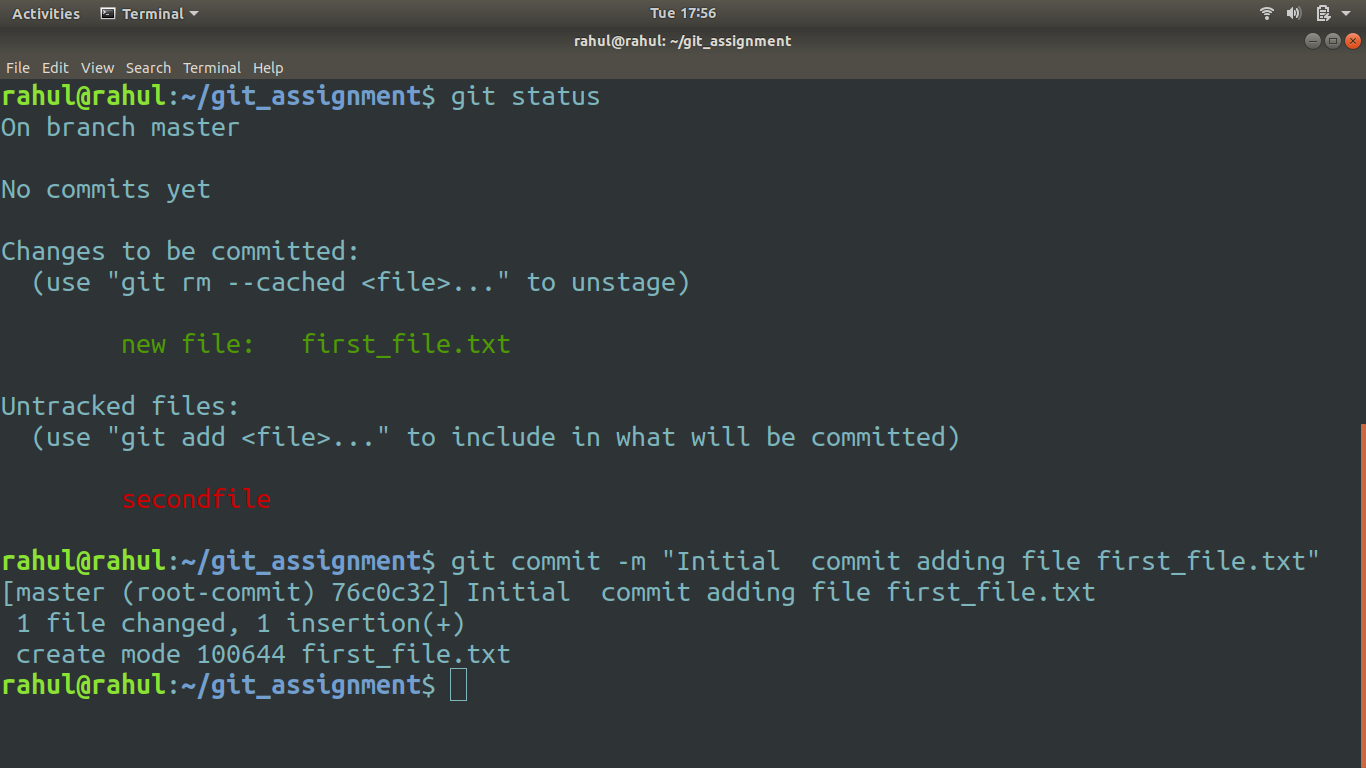 Activities Terminal Tue 17:56
rahul@rahul: ~/git_assignment
File Edit View Search Terminal Help
rahul@rahul:~/git_assignment$ git status
On branch master
No commits yet
Changes to be committed:
  (use "git rm --cached <file>..." to unstage)
        new file:   first_file.txt
Untracked files:
  (use "git add <file>..." to include in what will be committed)
        secondfile
rahul@rahul:~/git_assignment$ git commit -m "Initial  commit adding file first_file.txt"
[master (root-commit) 76c0c32] Initial  commit adding file first_file.txt
 1 file changed, 1 insertion(+)
 create mode 100644 first_file.txt
rahul@rahul:~/git_assignment$